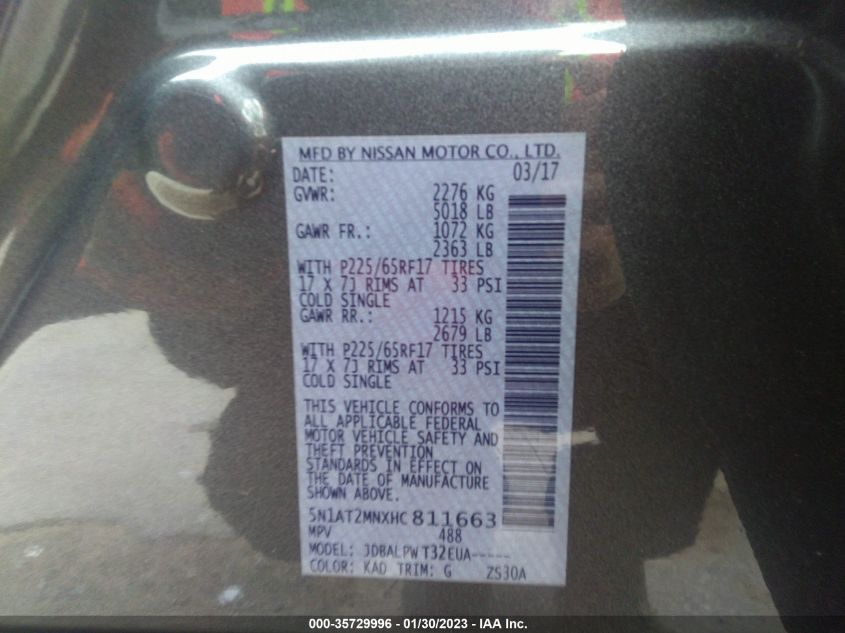 MFD BY NISSAN MOTOR CO., LTD.
DATE: 03/17
GVWR: 2276 KG
5018 LB
GAWR FR.: 1072 KG
2363 LB
WITH P225/65RF17 TIRES
17 X 7J RIMS AT 33 PSI
COLD SINGLE
GAWR RR.: 1215 KG
2679 LB
WITH P225/65RF17 TIRES
17 X 7J RIMS AT 33 PSI
COLD SINGLE
THIS VEHICLE CONFORMS TO
ALL APPLICABLE FEDERAL
MOTOR VEHICLE SAFETY AND
THEFT PREVENTION
STANDARDS IN EFFECT ON
THE DATE OF MANUFACTURE
SHOWN ABOVE.
5N1AT2MNXHC811663
MPV 488
MODEL: JDBALPWT32EUA-----
COLOR: KAD TRIM: G ZS30A
000-35729996 - 01/30/2023 - IAA Inc.